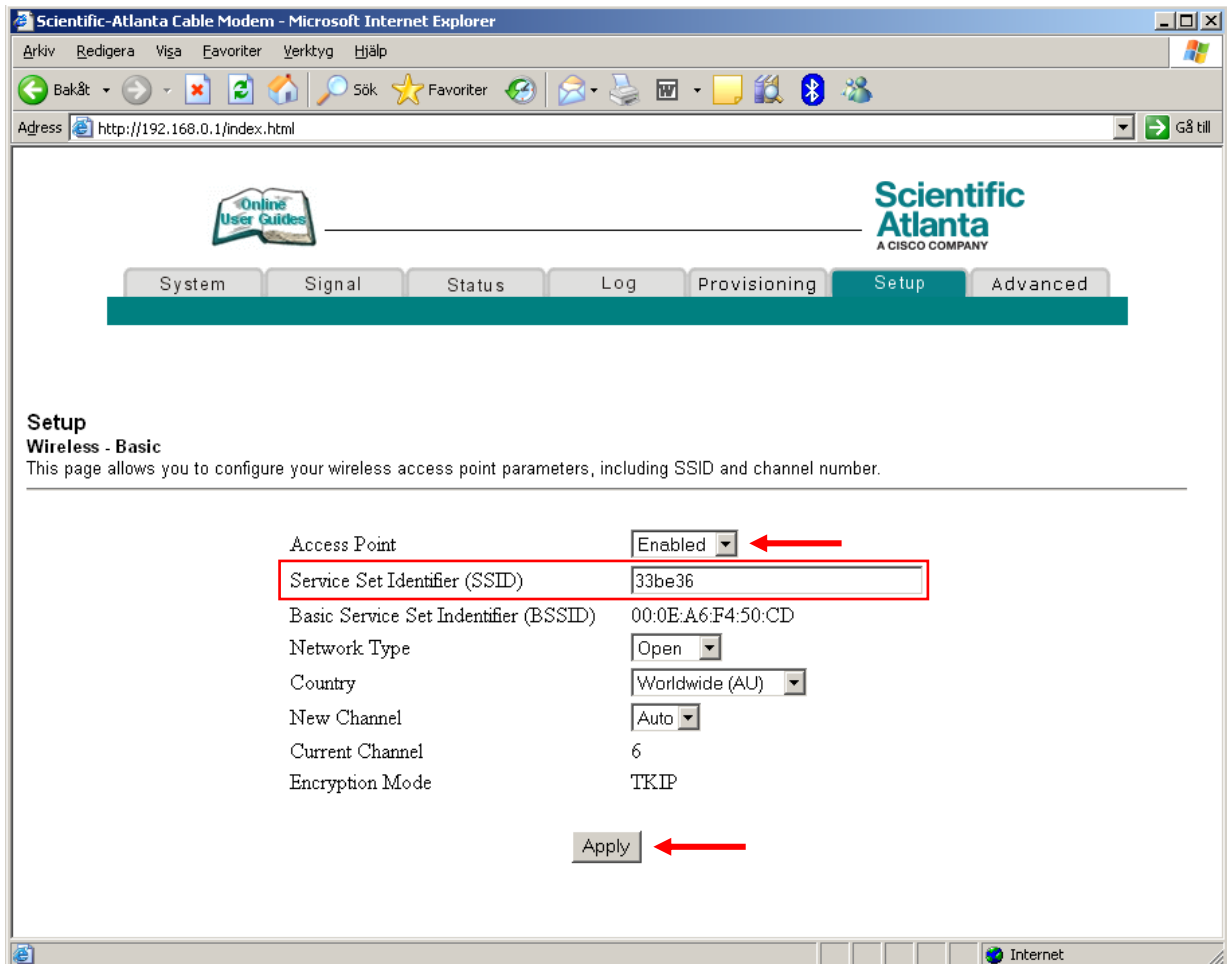 Scientific-Atlanta Cable Modem - Microsoft Internet Explorer
Arkiv Redigera Visa Favoriter Verktyg Hjälp
Bakåt Sök Favoriter
Adress http://192.168.0.1/index.html Gå till
Online
User Guides
Scientific
Atlanta
A CISCO COMPANY
System Signal Status Log Provisioning Setup Advanced
Setup
Wireless - Basic
This page allows you to configure your wireless access point parameters, including SSID and channel number.
Access Point Enabled
Service Set Identifier (SSID) 33be36
Basic Service Set Indentifier (BSSID) 00:0E:A6:F4:50:CD
Network Type Open
Country Worldwide (AU)
New Channel Auto
Current Channel 6
Encryption Mode TKIP
Apply
Internet